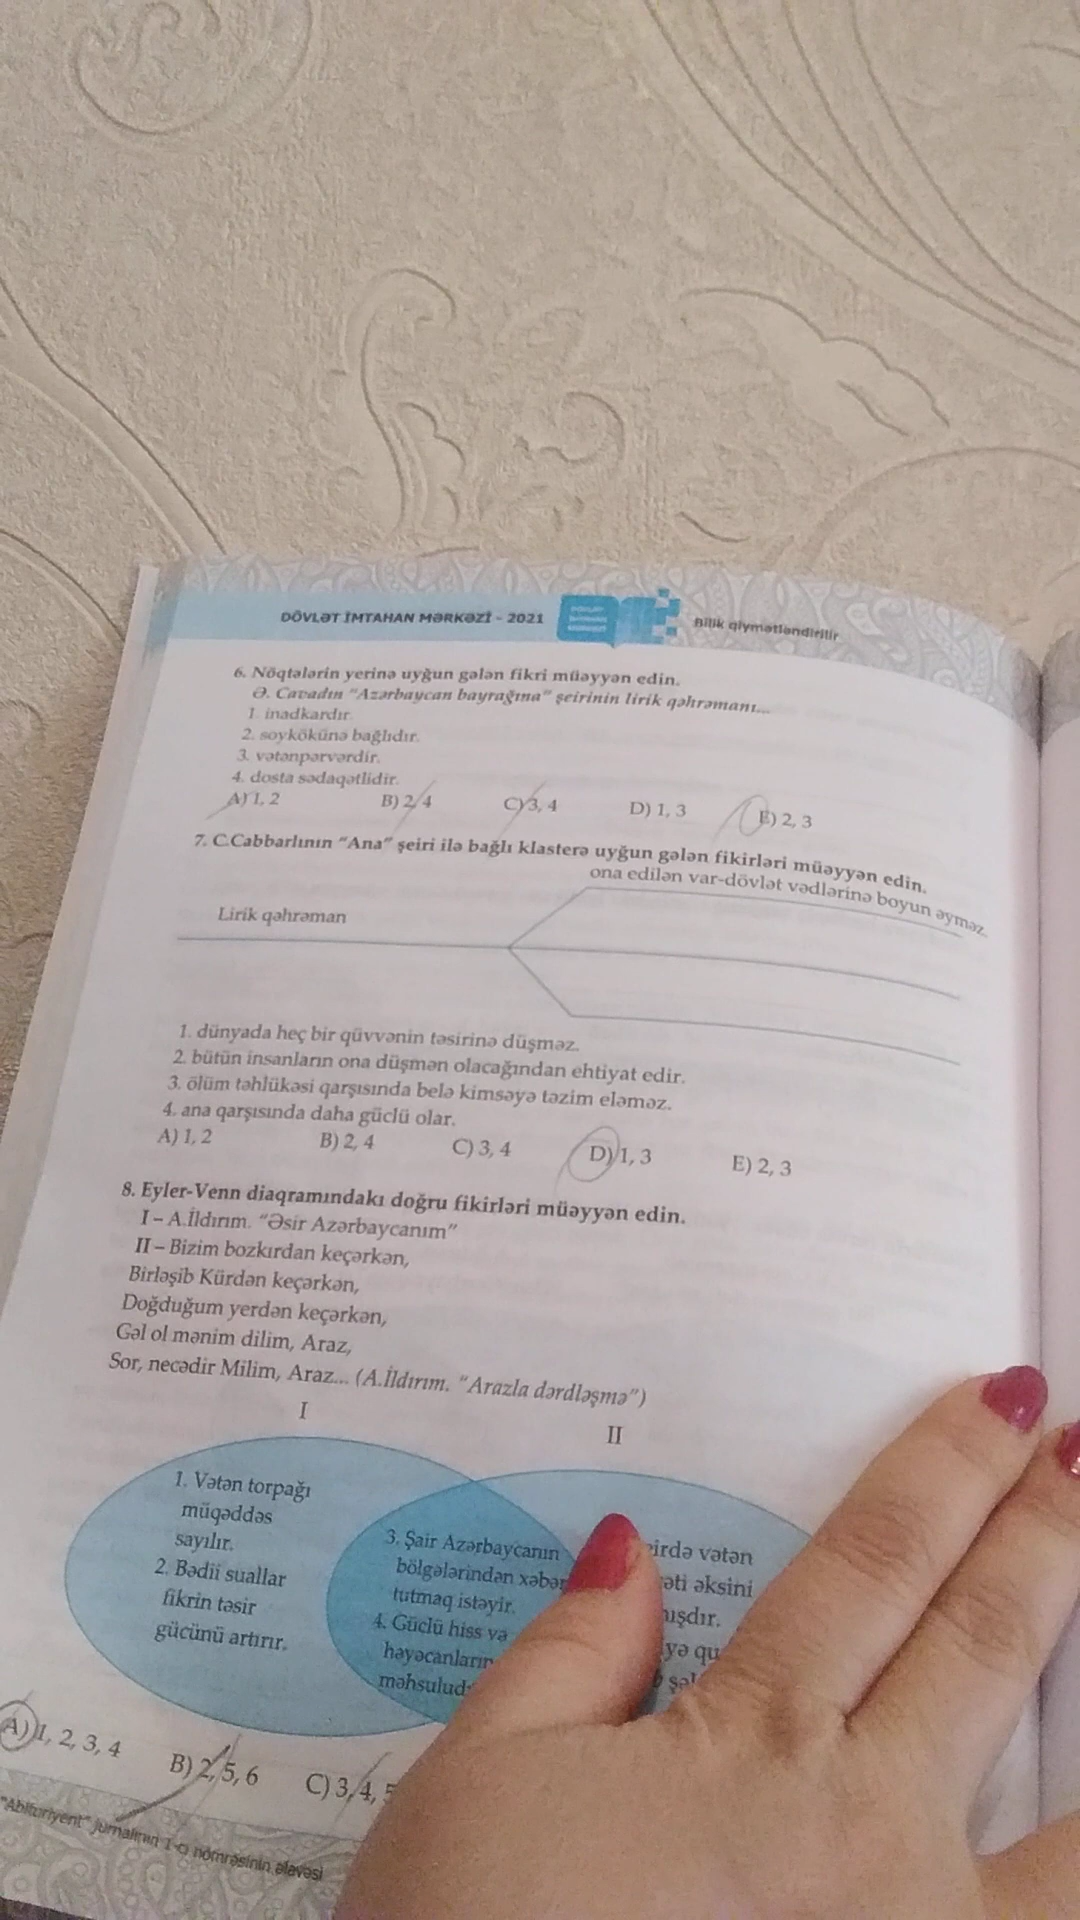 DÖVLƏT İMTAHAN MƏRKƏZİ - 2021
Bilik qiymətləndirilir
6. Nöqtələrin yerinə uyğun gələn fikri müəyyən edin.
Ə. Cavadın "Azərbaycan bayrağına" şeirinin lirik qəhrəmanı...
1. inadkardır.
2. soykökünə bağlıdır.
3. vətənpərvərdir.
4. dosta sədaqətlidir.
A) 1, 2 B) 2, 4 C) 3, 4 D) 1, 3 E) 2, 3
7. C.Cabbarlının "Ana" şeiri ilə bağlı klasterə uyğun gələn fikirləri müəyyən edin.
ona edilən var-dövlət vədlərinə boyun əyməz.
Lirik qəhrəman
1. dünyada heç bir qüvvənin təsirinə düşməz.
2. bütün insanların ona düşmən olacağından ehtiyat edir.
3. ölüm təhlükəsi qarşısında belə kimsəyə təzim eləməz.
4. ana qarşısında daha güclü olar.
A) 1, 2 B) 2, 4 C) 3, 4 D) 1, 3 E) 2, 3
8. Eyler-Venn diaqramındakı doğru fikirləri müəyyən edin.
I – A.İldırım. "Əsir Azərbaycanım"
II – Bizim bozkırdan keçərkən,
Birləşib Kürdən keçərkən,
Doğduğum yerdən keçərkən,
Gəl ol mənim dilim, Araz,
Sor, necədir Milim, Araz... (A.İldırım. "Arazla dərdləşmə")
I
II
1. Vətən torpağı
müqəddəs
sayılır.
2. Bədii suallar
fikrin təsir
gücünü artırır.
3. Şair Azərbaycanın
bölgələrindən xəbər
tutmaq istəyir.
4. Güclü hiss və
həyəcanların
vətən
əksini
A) 1, 2, 3, 4 B) 2, 5, 6 C) 3, 4, 5
"Abituriyent" jurnalının 1-ci nömrəsinin əlavəsi